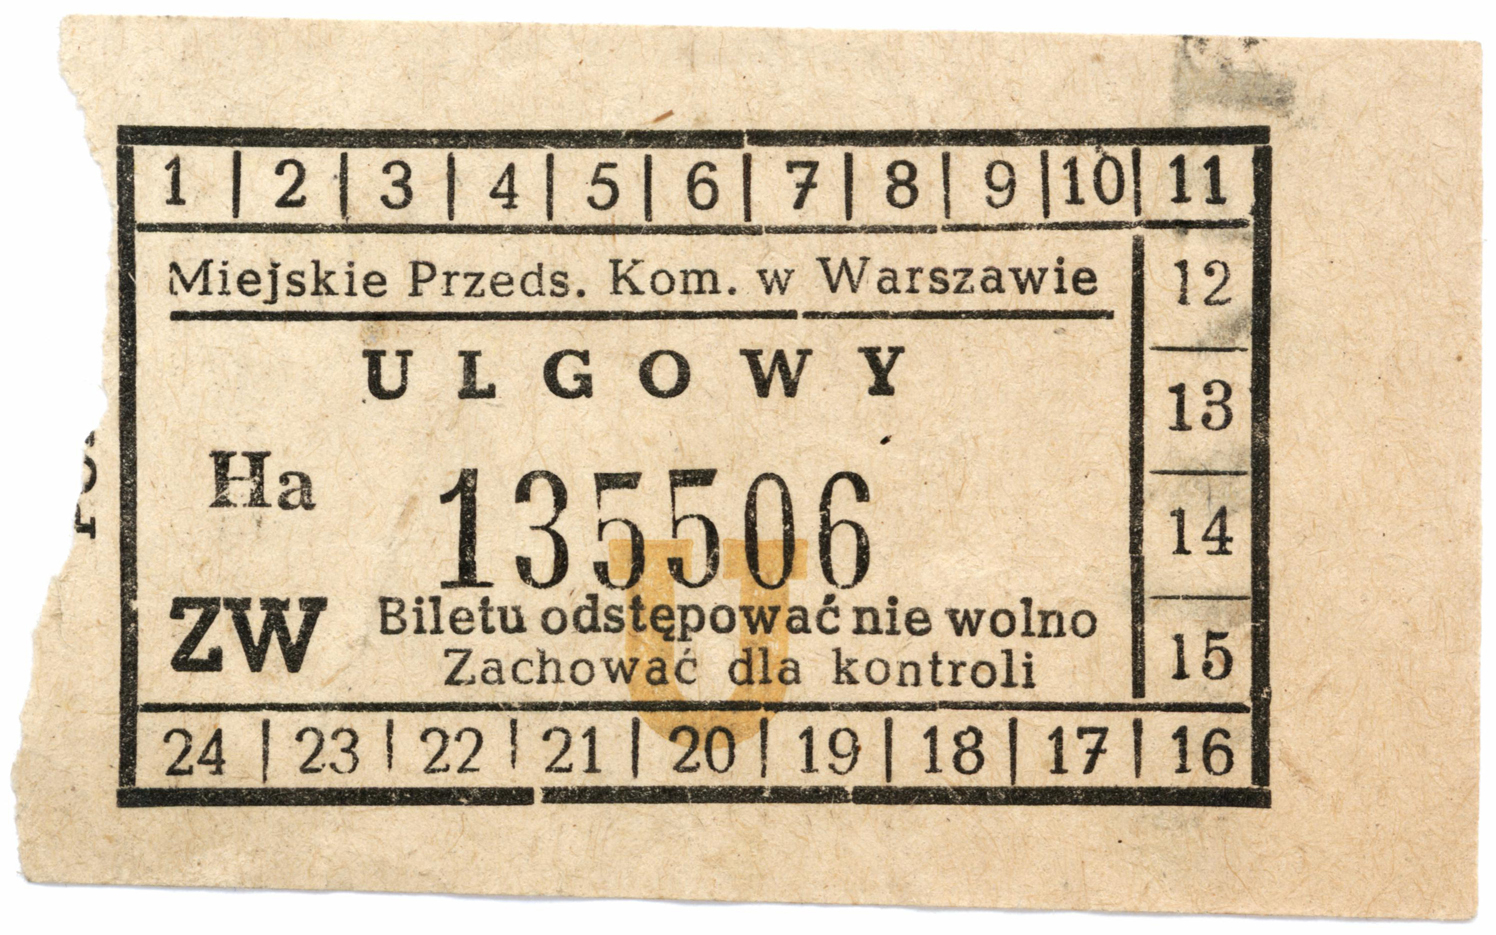 1 | 2 | 3 | 4 | 5 | 6 | 7 | 8 | 9 | 10 | 11
Miejskie Przeds. Kom. w Warszawie
12
ULGOWY
13
Ha 135506
14
U
ZW Biletu odstępować nie wolno
Zachować dla kontroli
15
24 | 23 | 22 | 21 | 20 | 19 | 18 | 17 | 16